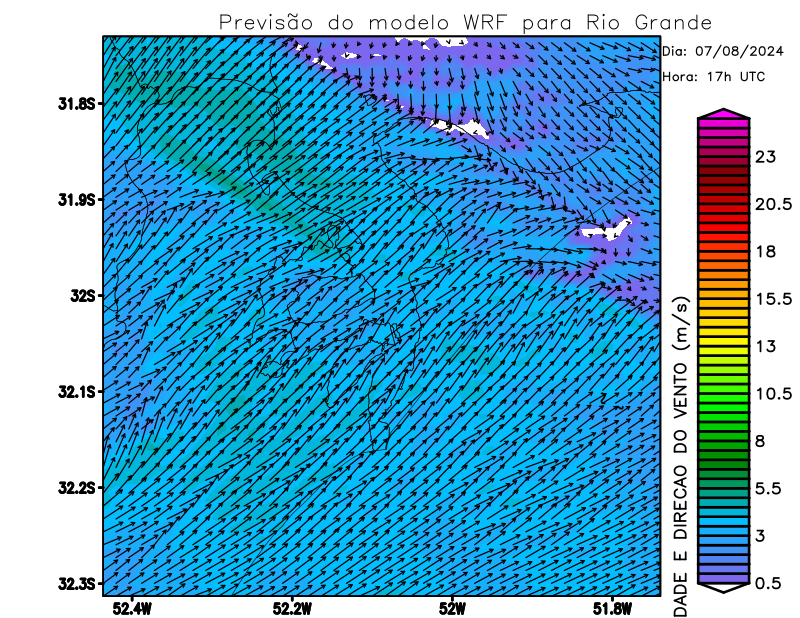 Previsão do modelo WRF para Rio Grande
Dia: 07/08/2024
Hora: 17h UTC
31.8S
31.9S
32S
32.1S
32.2S
32.3S
52.4W
52.2W
52W
51.8W
23
20.5
18
15.5
13
10.5
8
5.5
3
0.5
DADE E DIRECAO DO VENTO (m/s)